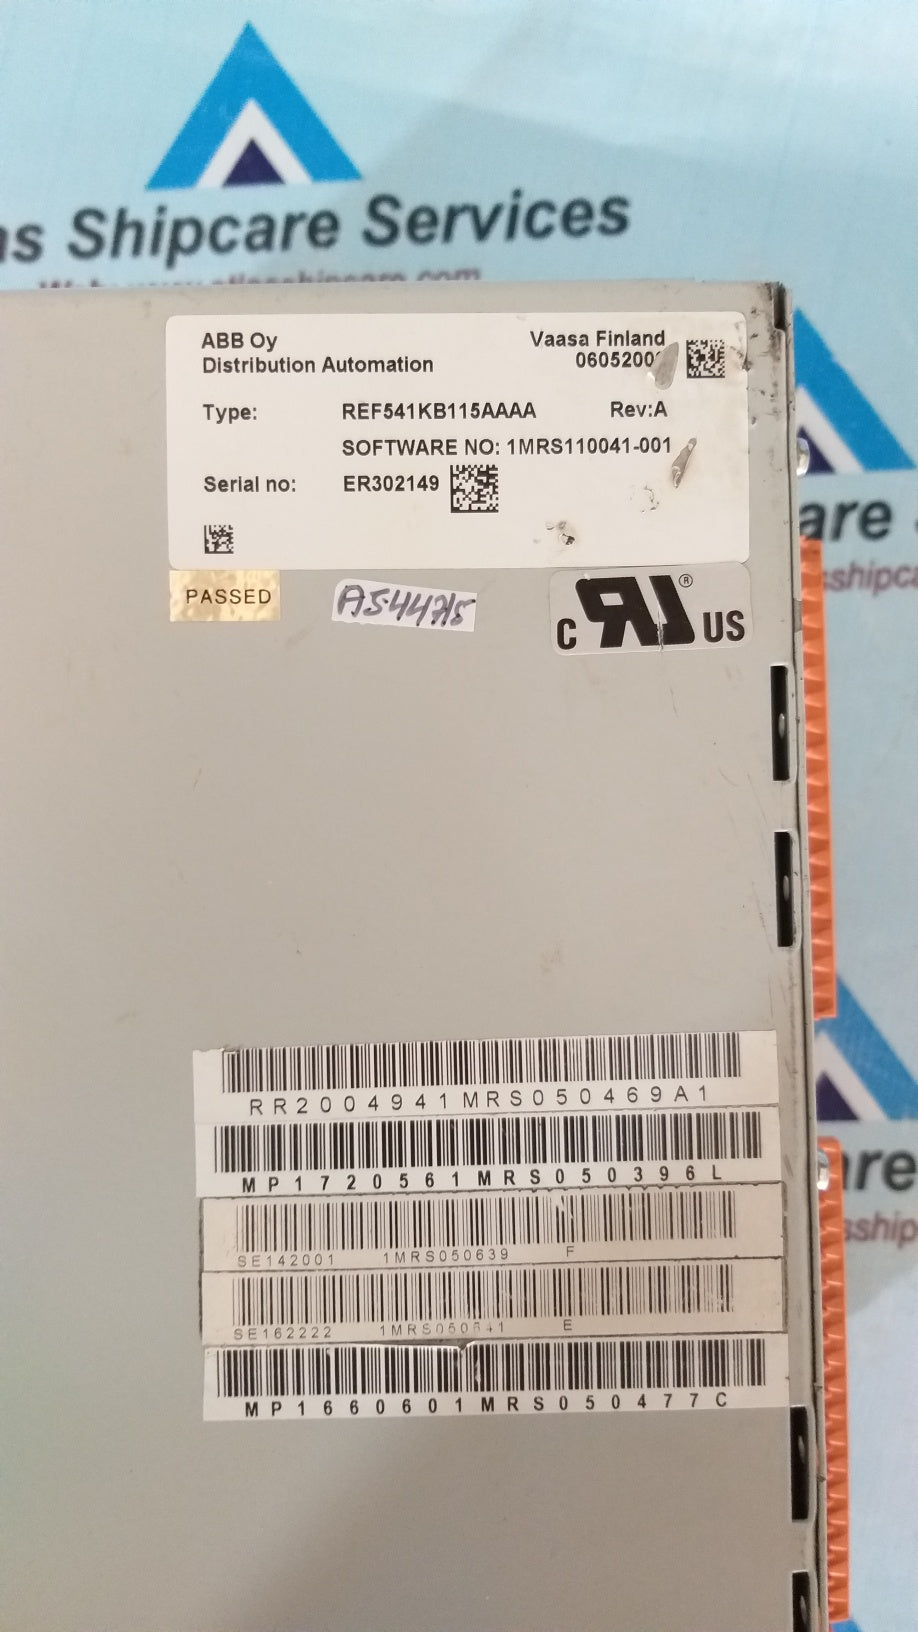 Shipcare Services
ABB Oy
Vaasa Finland
Distribution Automation
Type:
REF541KB115AAAA
Rev:A
SOFTWARE NO: 1MRS110041-001
Serial no:
ER302149
PASSED
c RU ® US
RR2004941MRS050469A1
MP1720561MRS050396L
SE142001 1MRS050639 F
SE162222 E
MP1660601MRS050477C